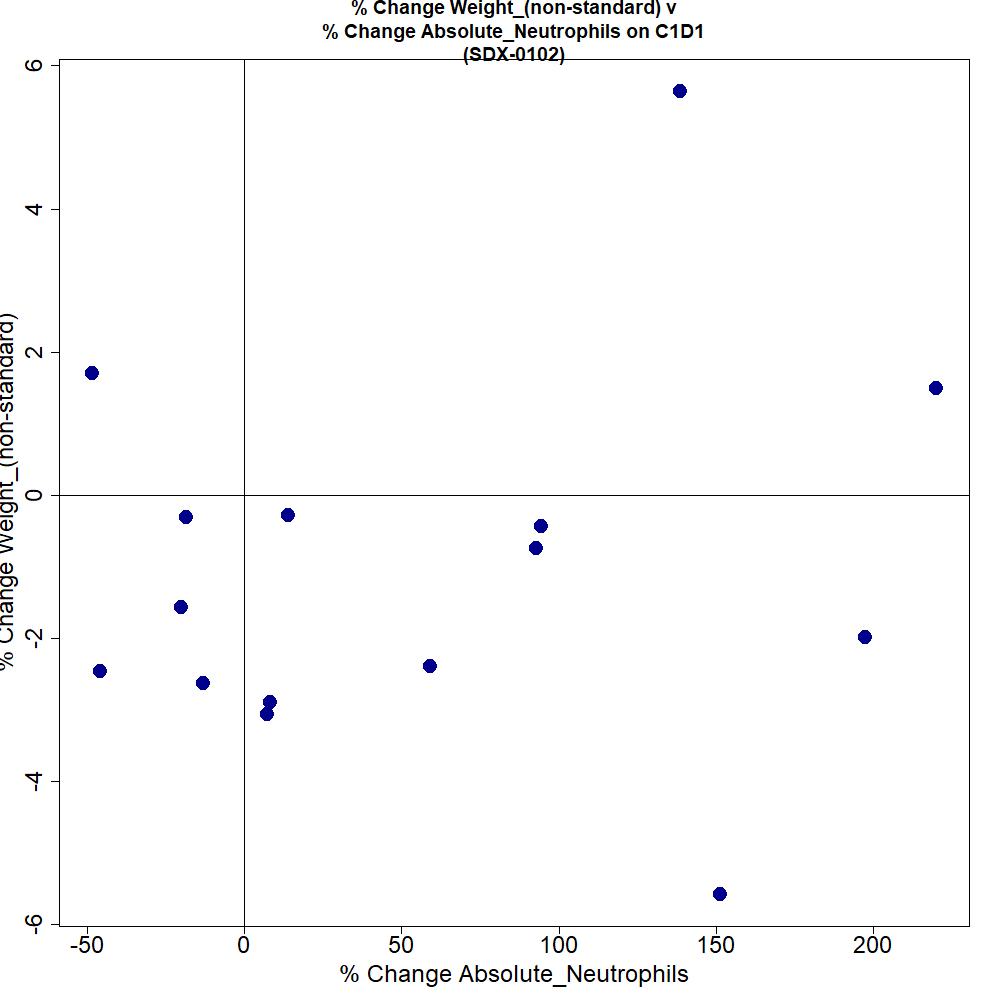 % Change Weight_(non-standard) v
% Change Absolute_Neutrophils on C1D1
(SDX-0102)
% Change Weight_(non-standard)
6
4
2
0
-2
-4
-6
-50
0
50
100
150
200
% Change Absolute_Neutrophils